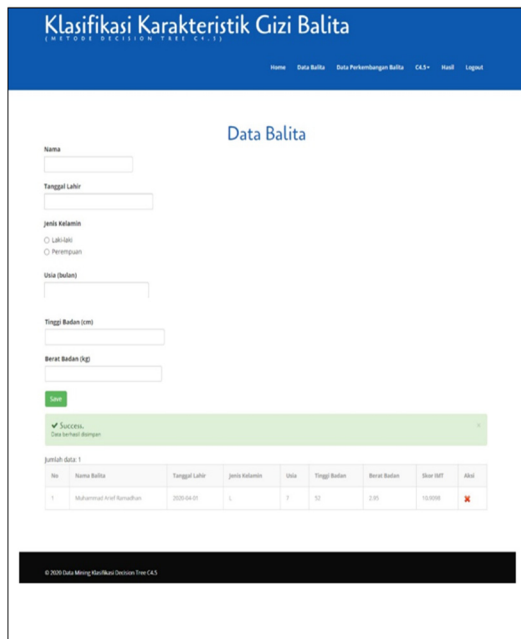 Klasifikasi Karakteristik Gizi Balita
(METODE DECISION TREE C4.5)
Home Data Balita Data Perkembangan Balita C4.5 Hasil Logout
Data Balita
Nama
Tanggal Lahir
Jenis Kelamin
Laki-laki
Perempuan
Usia (bulan)
Tinggi Badan (cm)
Berat Badan (kg)
Save
Success.
Data berhasil disimpan
Jumlah data: 1
No Nama Balita Tanggal Lahir Jenis Kelamin Usia Tinggi Badan Berat Badan Skor IMT Aksi
1 Muhammad Arief Ramadhan 2020-04-01 L 7 52 2.95
© 2020 Data Mining Klasifikasi Decision Tree C4.5